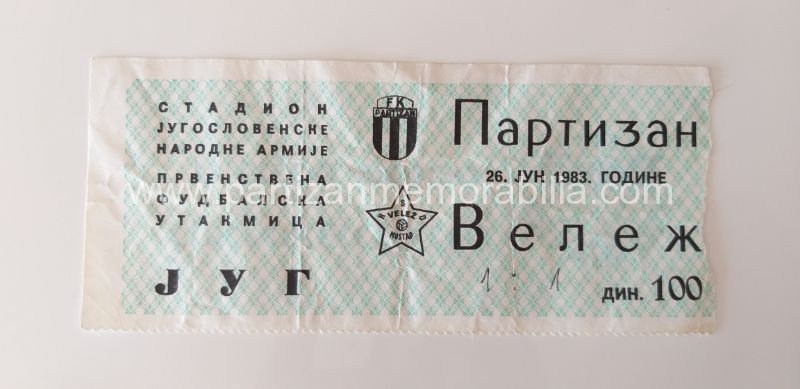 СТАДИОН
ЈУГОСЛОВЕНСКЕ
НАРОДНЕ АРМИЈЕ
ПРВЕНСТВЕНА
ФУДБАЛСКА
УТАКМИЦА
ЈУГ
FK
PARTIZAN
RSD
VELEŽ
MOSTAR
Партизан
26. ЈУН 1983. ГОДИНЕ
Вележ
1:1
ДИН. 100
www.partizanmemorabilia.com